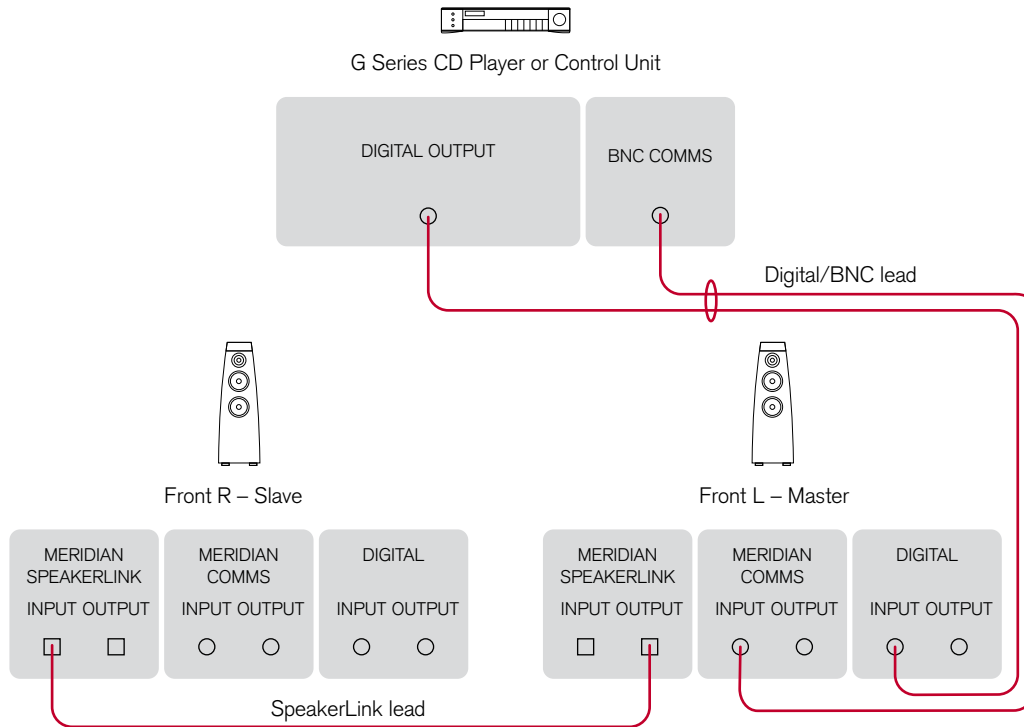 G Series CD Player or Control Unit
DIGITAL OUTPUT
BNC COMMS
Digital/BNC lead
Front R – Slave
Front L – Master
MERIDIAN
SPEAKERLINK
INPUT OUTPUT
MERIDIAN
COMMS
INPUT OUTPUT
DIGITAL
INPUT OUTPUT
MERIDIAN
SPEAKERLINK
INPUT OUTPUT
MERIDIAN
COMMS
INPUT OUTPUT
DIGITAL
INPUT OUTPUT
SpeakerLink lead